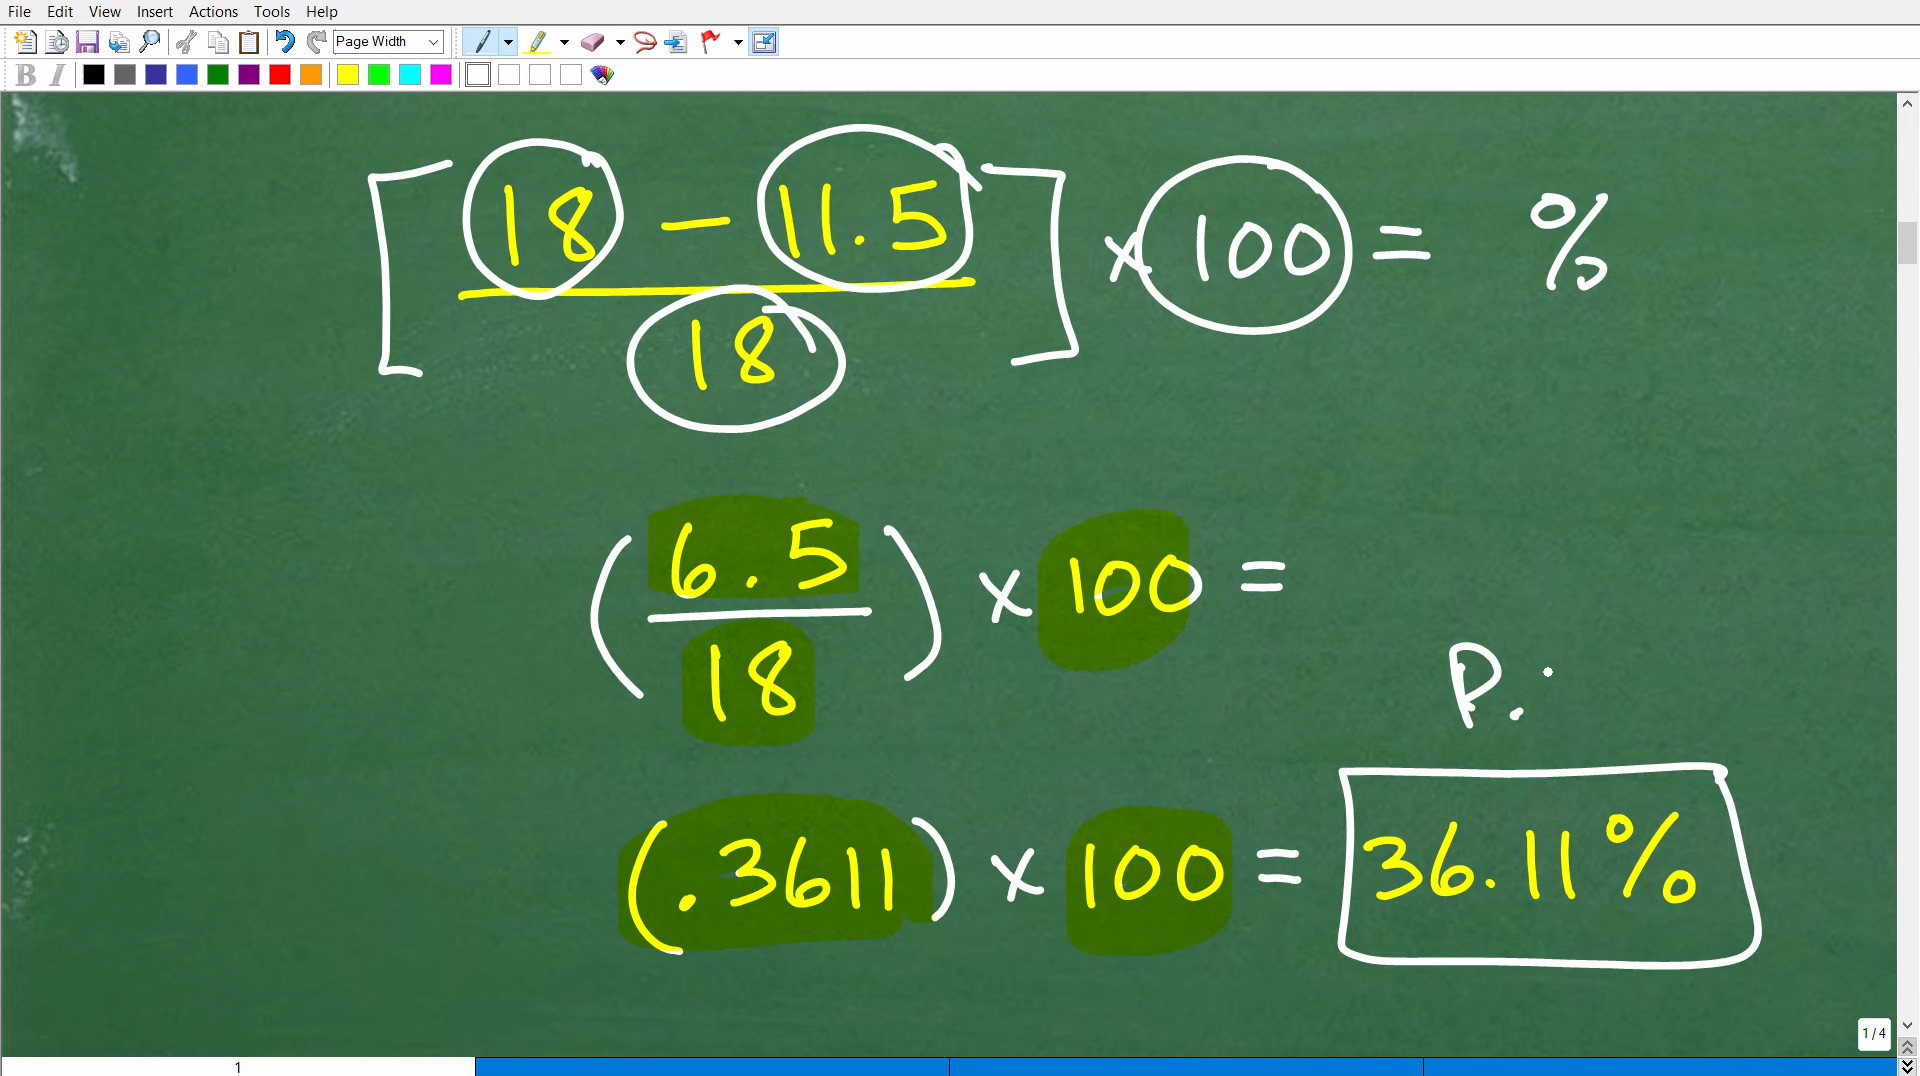 File Edit View Insert Actions Tools Help
Page Width
B I
[ 18 - 11.5 ] x 100 = %
18
( 6.5 ) x 100 =
18
P.
(.3611) x 100 = 36.11%
1 / 4
1